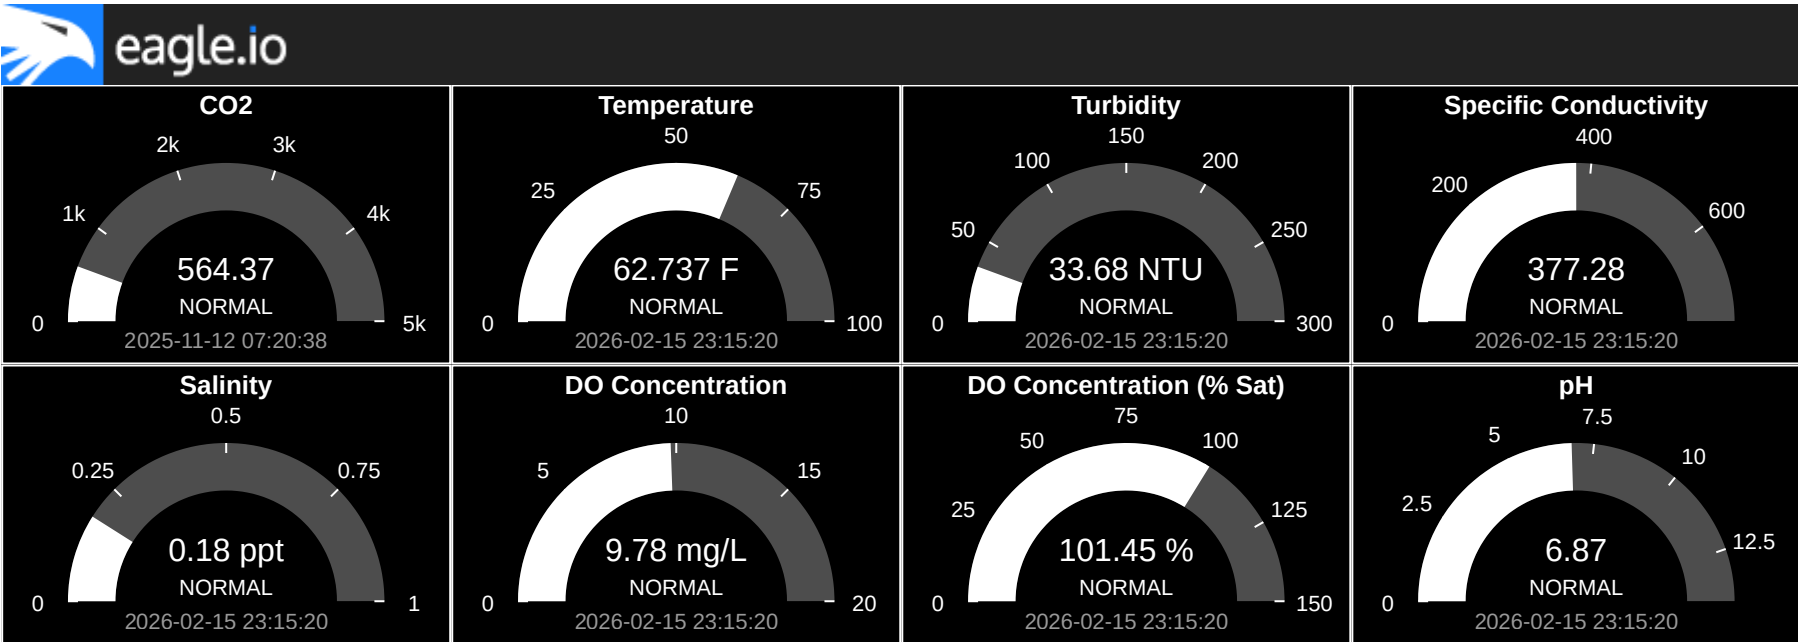 eagle.io
CO2
0
1k
2k
3k
4k
5k
564.37
NORMAL
2025-11-12 07:20:38
Temperature
0
25
50
75
100
62.737 F
NORMAL
2026-02-15 23:15:20
Turbidity
0
50
100
150
200
250
300
33.68 NTU
NORMAL
2026-02-15 23:15:20
Specific Conductivity
0
200
400
600
377.28
NORMAL
2026-02-15 23:15:20
Salinity
0
0.25
0.5
0.75
1
0.18 ppt
NORMAL
2026-02-15 23:15:20
DO Concentration
0
5
10
15
20
9.78 mg/L
NORMAL
2026-02-15 23:15:20
DO Concentration (% Sat)
0
25
50
75
100
125
150
101.45 %
NORMAL
2026-02-15 23:15:20
pH
0
2.5
5
7.5
10
12.5
6.87
NORMAL
2026-02-15 23:15:20